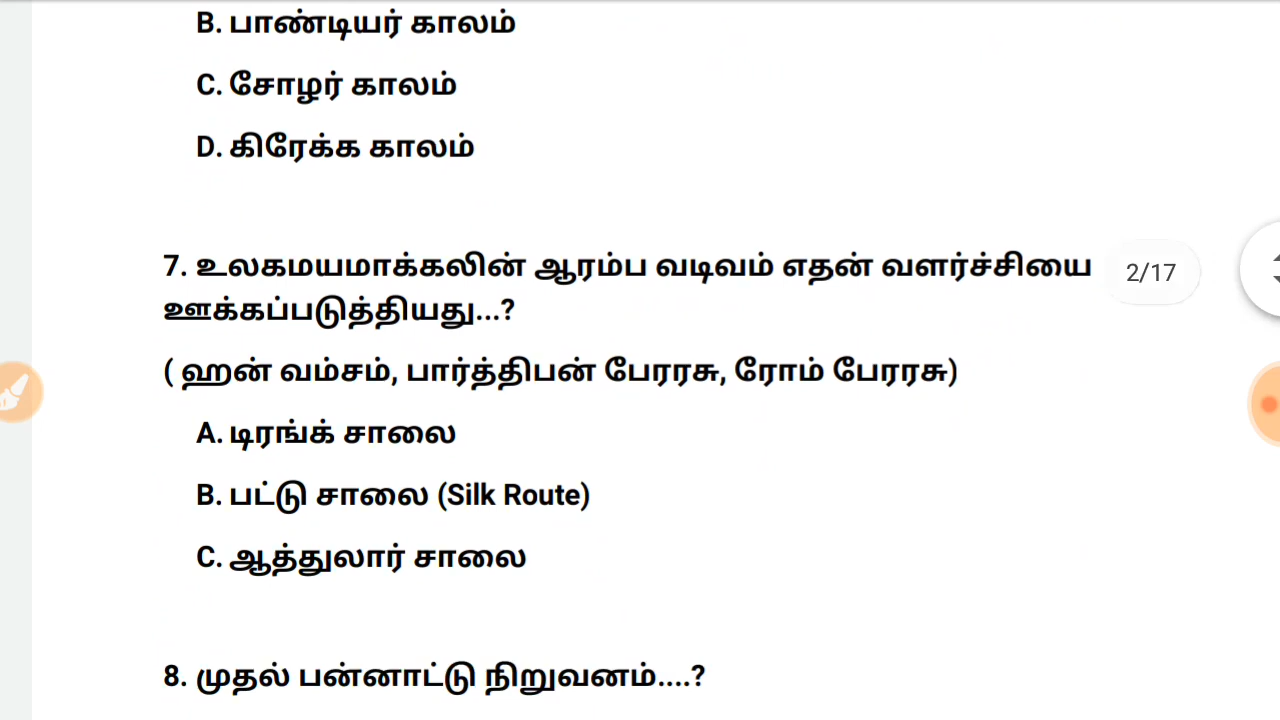 B. பாண்டியர் காலம்
C. சோழர் காலம்
D. கிரேக்க காலம்
7. உலகமயமாக்கலின் ஆரம்ப வடிவம் எதன் வளர்ச்சியை
2/17
ஊக்கப்படுத்தியது...?
( ஹன் வம்சம், பார்த்திபன் பேரரசு, ரோம் பேரரசு)
A. டிரங்க் சாலை
B. பட்டு சாலை (Silk Route)
C. ஆத்துலார் சாலை
8. முதல் பன்னாட்டு நிறுவனம்....?